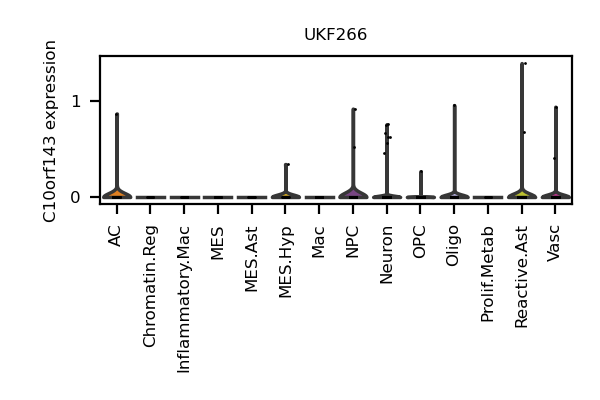 UKF266
C10orf143 expression
1
0
AC
Chromatin.Reg
Inflammatory.Mac
MES
MES.Ast
MES.Hyp
Mac
NPC
Neuron
OPC
Oligo
Prolif.Metab
Reactive.Ast
Vasc